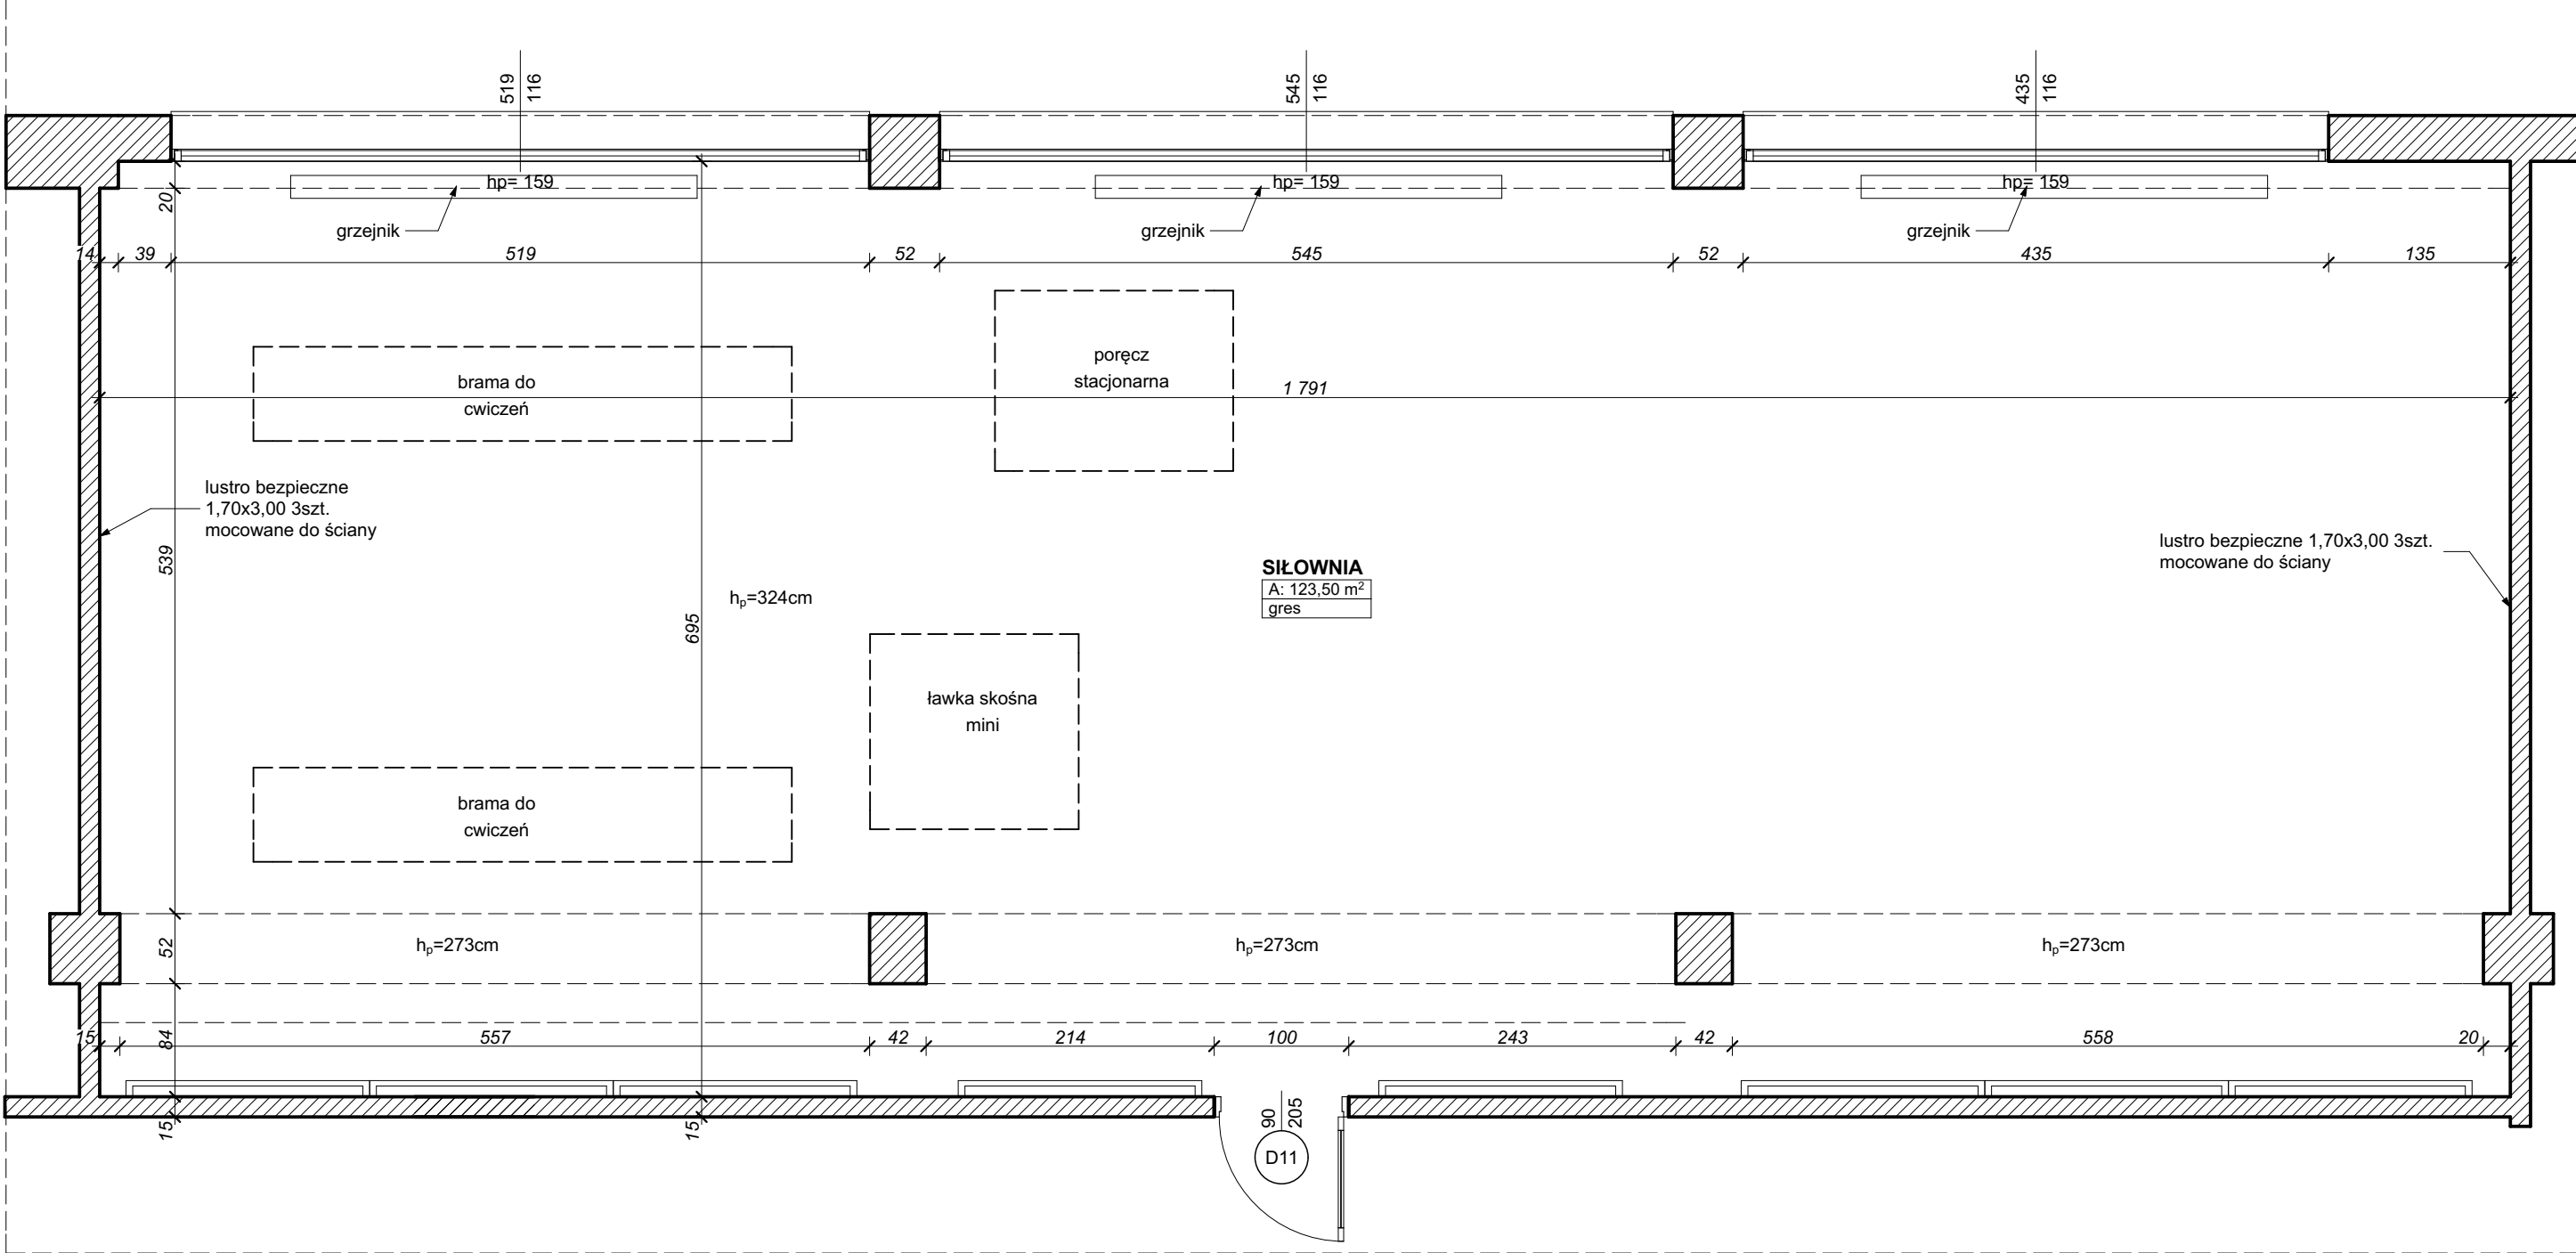 519
116
545
116
435
116
hp= 159
hp= 159
hp= 159
20
grzejnik
grzejnik
grzejnik
14
39
519
52
545
52
435
135
poręcz
stacjonarna
brama do
cwiczeń
1 791
lustro bezpieczne
1,70x3,00 3szt.
mocowane do ściany
539
lustro bezpieczne 1,70x3,00 3szt.
mocowane do ściany
SIŁOWNIA
A: 123,50 m²
gres
hₚ=324cm
695
ławka skośna
mini
brama do
cwiczeń
52
hₚ=273cm
hₚ=273cm
hₚ=273cm
15
84
557
42
214
100
243
42
558
20
15
15
90
205
D11